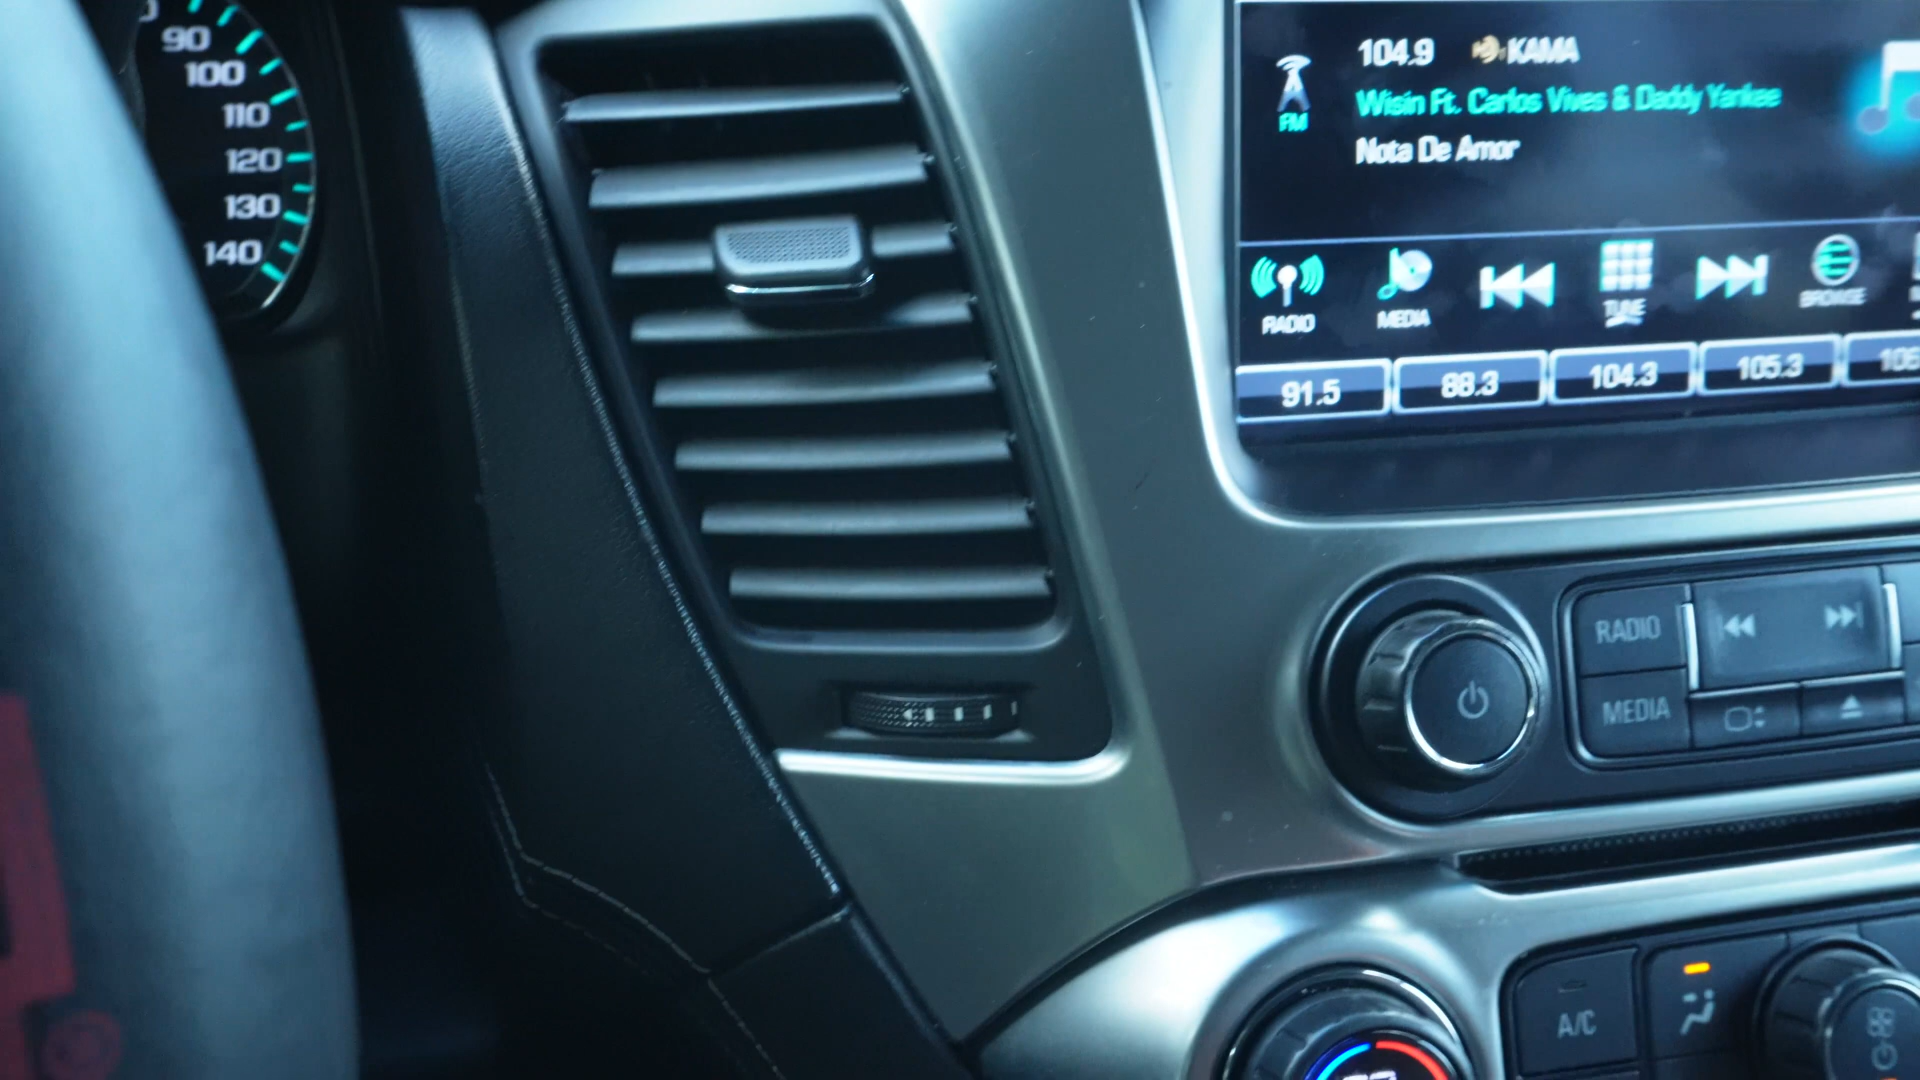 90
100
110
120
130
140
104.9 KAMA
FM
Wisin Ft. Carlos Vives & Daddy Yankee
Nota De Amor
RADIO
MEDIA
TUNE
BROWSE
91.5
88.3
104.3
105.3
RADIO
MEDIA
A/C